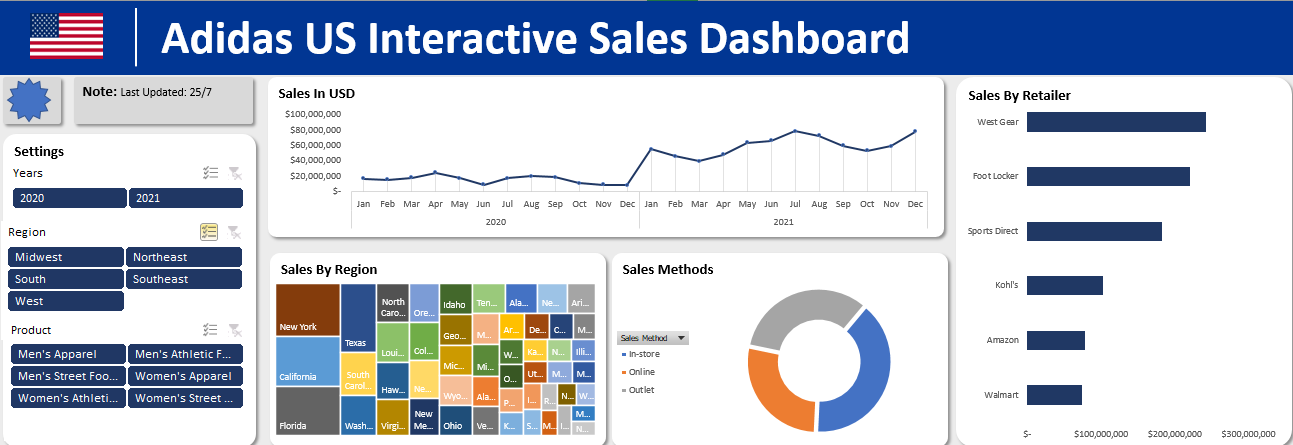 Adidas US Interactive Sales Dashboard
Note: Last Updated: 25/7
Settings
Years
2020 2021
Region
Midwest Northeast
South Southeast
West
Product
Men's Apparel Men's Athletic F...
Men's Street Foo... Women's Apparel
Women's Athleti... Women's Street ...
Sales In USD
$100,000,000
$80,000,000
$60,000,000
$40,000,000
$20,000,000
$-
Jan Feb Mar Apr May Jun Jul Aug Sep Oct Nov Dec Jan Feb Mar Apr May Jun Jul Aug Sep Oct Nov Dec
2020 2021
Sales By Region
New York
California
Florida
Texas
South
Carol...
Wash...
North
Caro...
Loui...
Haw...
Virgi...
Ore...
Col...
Ne...
New
Me...
Idaho
Geo...
Mic...
Wyo...
Ohio
Ten...
M...
Mi...
Ala...
Ve...
Ala...
Ne...
Ari...
Ar...
De...
C...
M...
W...
Ka...
N...
Illi...
O...
Ut...
M...
M...
P...
I...
R...
N...
W...
K...
S...
M...
I...
M...
N...
Sales Methods
Sales Method
In-store
Online
Outlet
Sales By Retailer
West Gear
Foot Locker
Sports Direct
Kohl's
Amazon
Walmart
$- $100,000,000 $200,000,000 $300,000,000